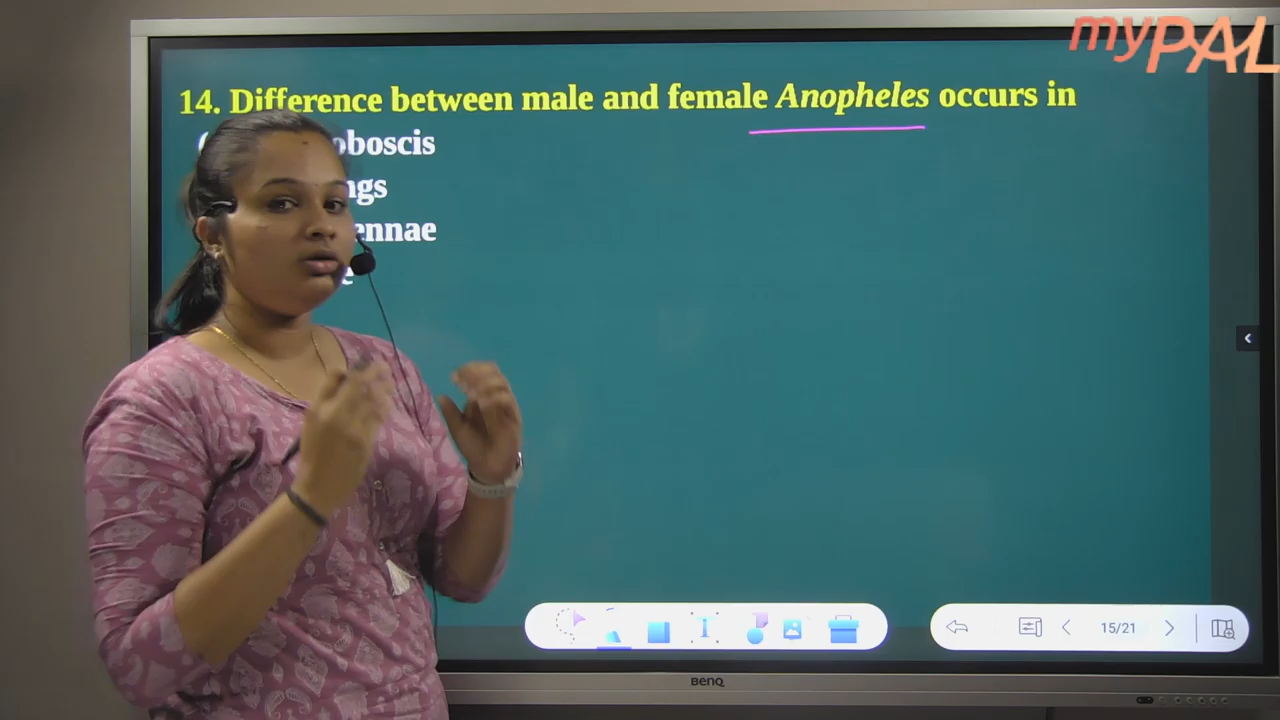 myPAL
14. Difference between male and female Anopheles occurs in
oboscis
ngs
ennae
e
15/21
BenQ